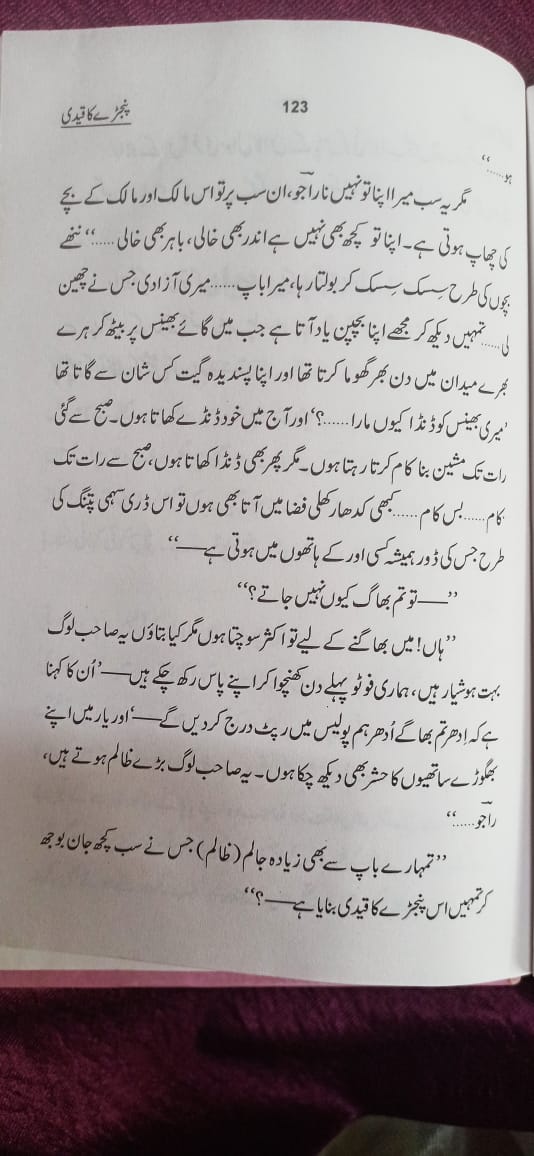 پنجڑے کا قیدی 123
ہو......‘‘
مگر یہ سب میرا اپنا تو نہیں نا راجو، ان سب پر تو اس مالک اور مالک کے بچے
کی چھاپ ہوتی ہے۔ اپنا تو کچھ بھی نہیں ہے اندر بھی خالی، باہر بھی خالی......‘‘ ننھے
بچوں کی طرح سسک سسک کر بولتا رہا، میرا باپ......میری آزادی جس نے چھین
لی......تمہیں دیکھ کر مجھے اپنا بچپن یاد آتا ہے جب میں گائے بھینس پر بیٹھ کر ہرے
بھرے میدان میں دن بھر گھوما کرتا تھا اور اپنا پسندیدہ گیت کس شان سے گاتا تھا
’میری بھینس کو ڈنڈا کیوں مارا......؟‘ اور آج میں خود ڈنڈے کھاتا ہوں۔ صبح سے گئی
رات تک مشین بنا کام کرتا رہتا ہوں۔ مگر پھر بھی ڈنڈا کھاتا ہوں، صبح سے رات تک
کام......بس کام......کبھی کدھار کھلی فضا میں آتا بھی ہوں تو اس ڈری سہمی پتنگ کی
طرح جس کی ڈور ہمیشہ کسی اور کے ہاتھوں میں ہوتی ہے—‘‘
’’—تو تم بھاگ کیوں نہیں جاتے؟‘‘
’’ہاں! میں بھاگنے کے لیے تو اکثر سوچتا ہوں مگر کیا بتاؤں یہ صاحب لوگ
بہت ہوشیار ہیں، ہماری فوٹو پہلے دن کھنچوا کر اپنے پاس رکھ چکے ہیں—’اُن کا کہنا
ہے کہ اِدھر تم بھاگے اُدھر ہم پولیس میں رپٹ درج کر دیں گے—‘ اور یار میں اپنے
بھگوڑے ساتھیوں کا حشر بھی دیکھ چکا ہوں۔ یہ صاحب لوگ بڑے ظالم ہوتے ہیں،
راجو......‘‘
’’تمہارے باپ سے بھی زیادہ جالم (ظالم) جس نے سب کچھ جان بوجھ
کر تمہیں اس پنجڑے کا قیدی بنایا ہے—؟‘‘